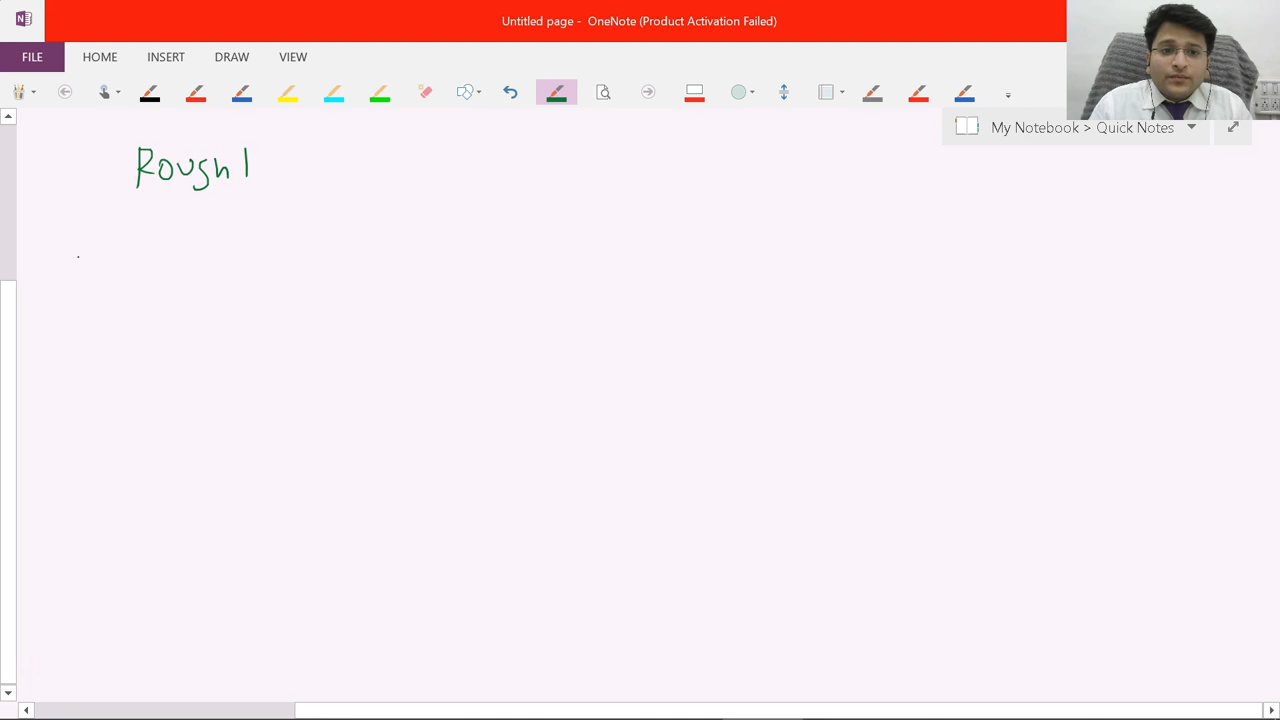 Untitled page - OneNote (Product Activation Failed)
FILE HOME INSERT DRAW VIEW
My Notebook > Quick Notes
Rough 1